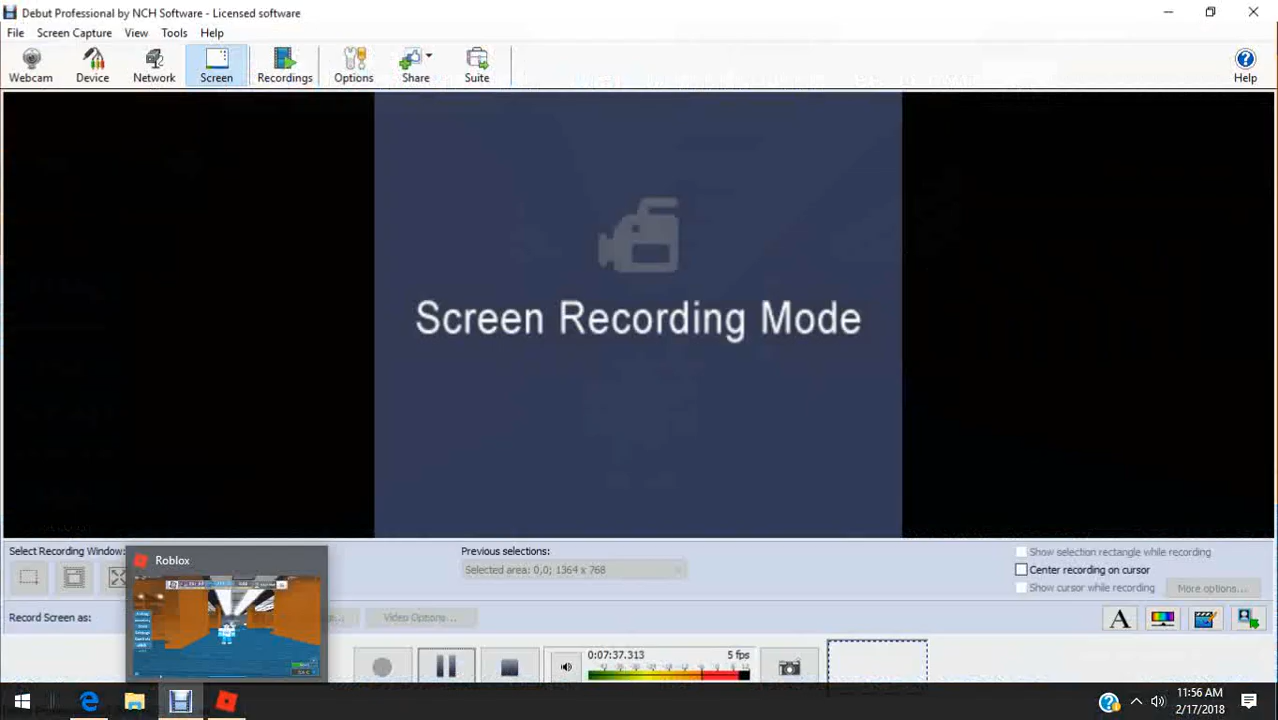 Debut Professional by NCH Software - Licensed software
File Screen Capture View Tools Help
Webcam Device Network Screen Recordings Options Share Suite Help
Screen Recording Mode
Select Recording Window:
Previous selections:
Show selection rectangle while recording
Roblox
Selected area: 0,0; 1364 x 768
Center recording on cursor
Show cursor while recording
More options...
Record Screen as:
Video Options...
A
0:07:37.313
5 fps
11:56 AM
2/17/2018